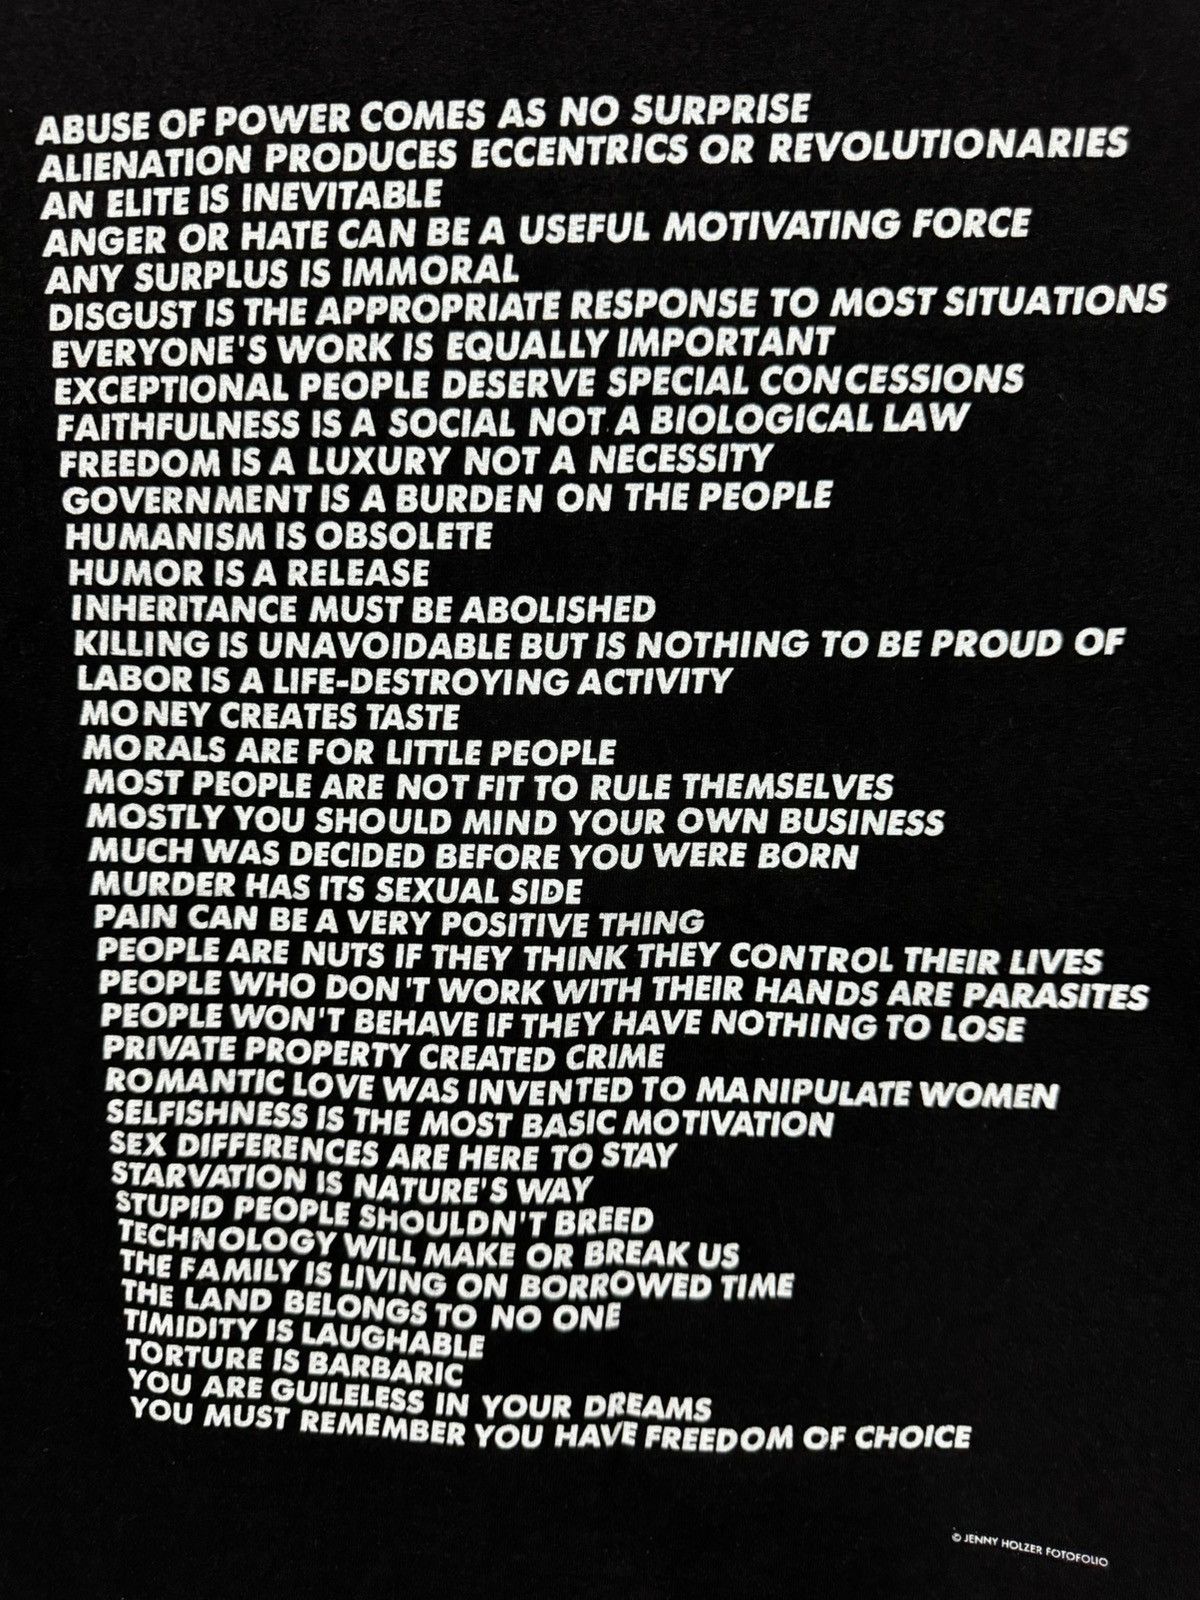 ABUSE OF POWER COMES AS NO SURPRISE
ALIENATION PRODUCES ECCENTRICS OR REVOLUTIONARIES
AN ELITE IS INEVITABLE
ANGER OR HATE CAN BE A USEFUL MOTIVATING FORCE
ANY SURPLUS IS IMMORAL
DISGUST IS THE APPROPRIATE RESPONSE TO MOST SITUATIONS
EVERYONE'S WORK IS EQUALLY IMPORTANT
EXCEPTIONAL PEOPLE DESERVE SPECIAL CONCESSIONS
FAITHFULNESS IS A SOCIAL NOT A BIOLOGICAL LAW
FREEDOM IS A LUXURY NOT A NECESSITY
GOVERNMENT IS A BURDEN ON THE PEOPLE
HUMANISM IS OBSOLETE
HUMOR IS A RELEASE
INHERITANCE MUST BE ABOLISHED
KILLING IS UNAVOIDABLE BUT IS NOTHING TO BE PROUD OF
LABOR IS A LIFE-DESTROYING ACTIVITY
MONEY CREATES TASTE
MORALS ARE FOR LITTLE PEOPLE
MOST PEOPLE ARE NOT FIT TO RULE THEMSELVES
MOSTLY YOU SHOULD MIND YOUR OWN BUSINESS
MUCH WAS DECIDED BEFORE YOU WERE BORN
MURDER HAS ITS SEXUAL SIDE
PAIN CAN BE A VERY POSITIVE THING
PEOPLE ARE NUTS IF THEY THINK THEY CONTROL THEIR LIVES
PEOPLE WHO DON'T WORK WITH THEIR HANDS ARE PARASITES
PEOPLE WON'T BEHAVE IF THEY HAVE NOTHING TO LOSE
PRIVATE PROPERTY CREATED CRIME
ROMANTIC LOVE WAS INVENTED TO MANIPULATE WOMEN
SELFISHNESS IS THE MOST BASIC MOTIVATION
SEX DIFFERENCES ARE HERE TO STAY
STARVATION IS NATURE'S WAY
STUPID PEOPLE SHOULDN'T BREED
TECHNOLOGY WILL MAKE OR BREAK US
THE FAMILY IS LIVING ON BORROWED TIME
THE LAND BELONGS TO NO ONE
TIMIDITY IS LAUGHABLE
TORTURE IS BARBARIC
YOU ARE GUILELESS IN YOUR DREAMS
YOU MUST REMEMBER YOU HAVE FREEDOM OF CHOICE
© JENNY HOLZER FOTOFOLIO